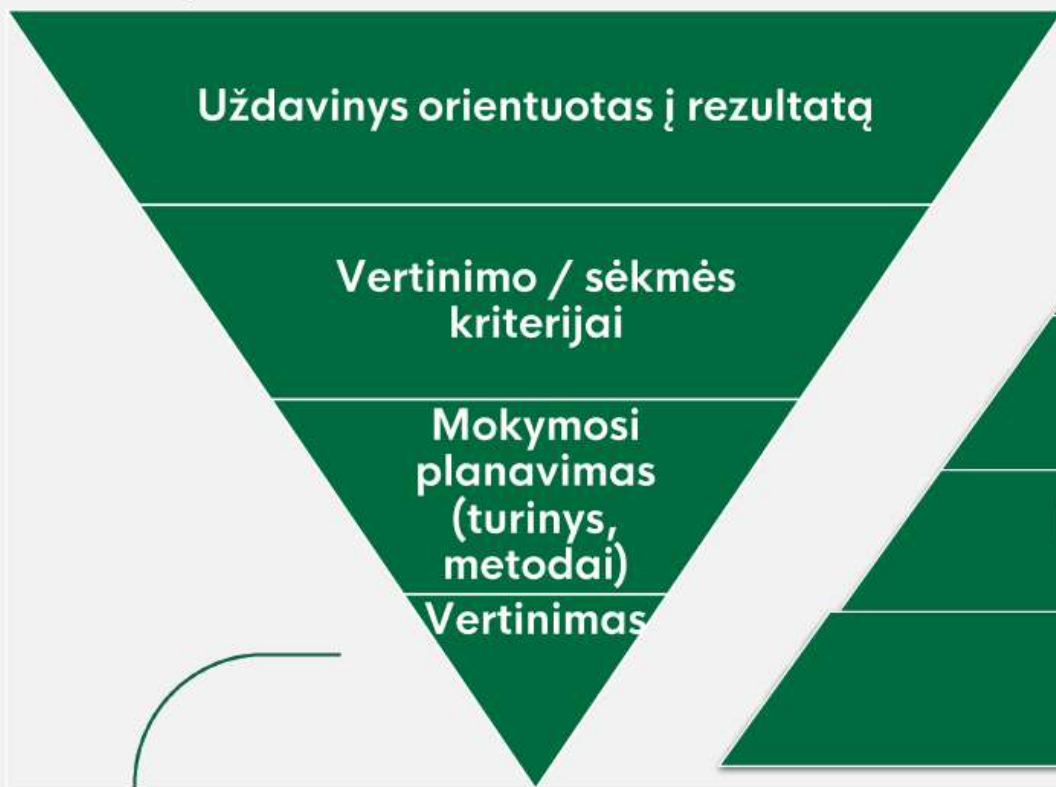 Uždavinys orientuotas į rezultatą
Vertinimo / sėkmės
kriterijai
Mokymosi
planavimas
(turinys,
metodai)
Vertinimas